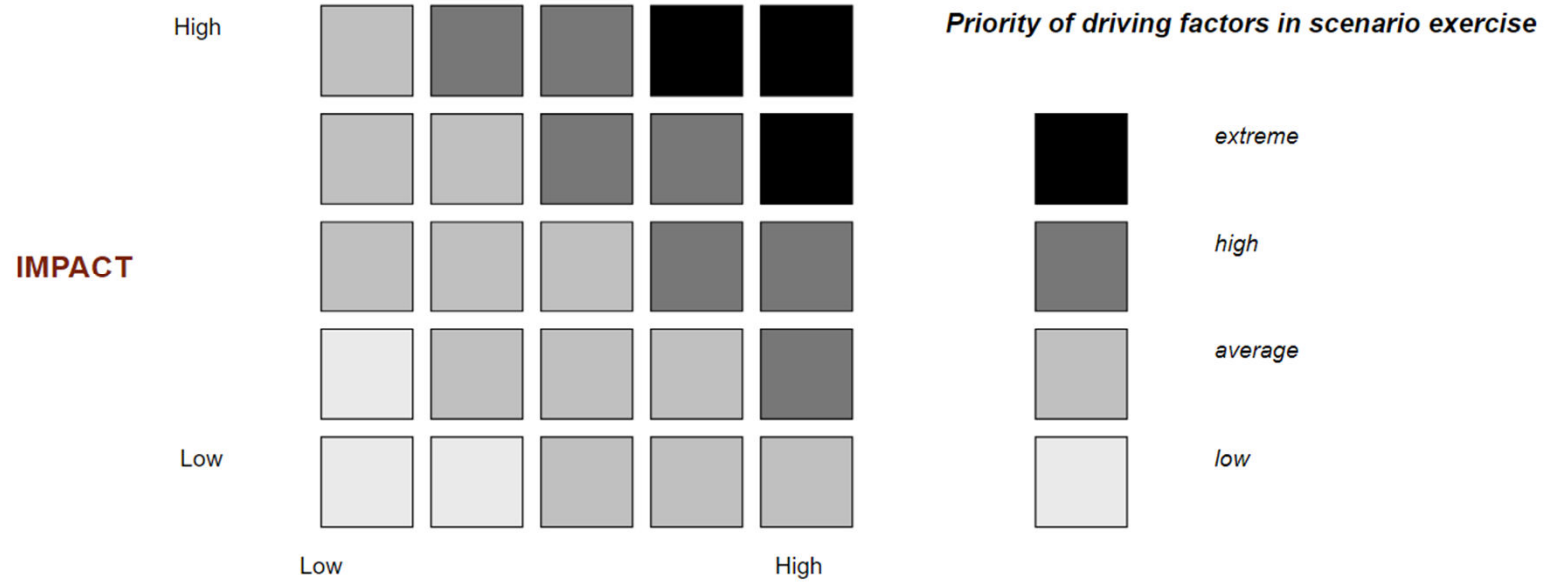 High
Priority of driving factors in scenario exercise
extreme
high
IMPACT
average
Low
low
Low
High